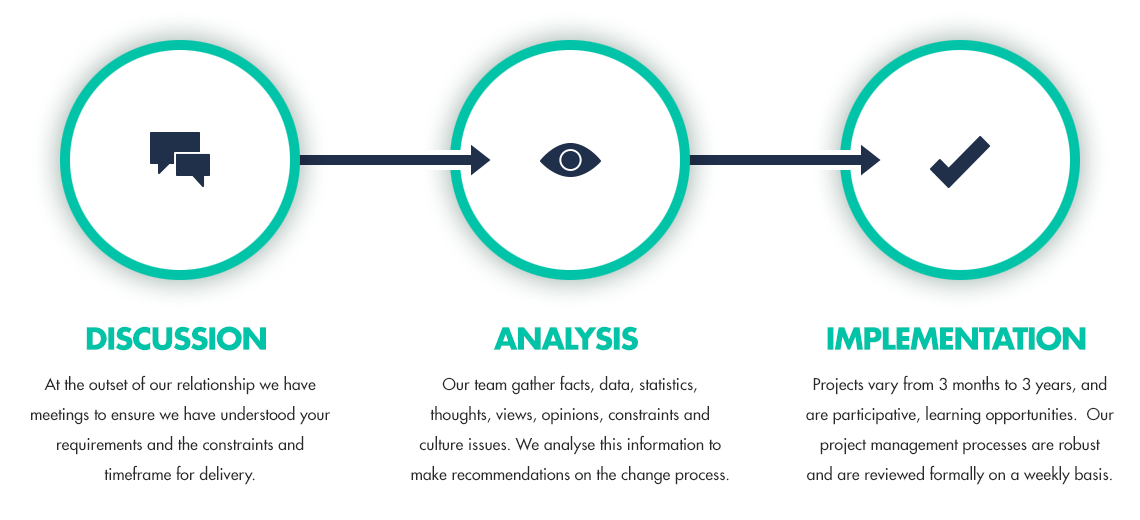 DISCUSSION
At the outset of our relationship we have
meetings to ensure we have understood your
requirements and the constraints and
timeframe for delivery.
ANALYSIS
Our team gather facts, data, statistics,
thoughts, views, opinions, constraints and
culture issues. We analyse this information to
make recommendations on the change process.
IMPLEMENTATION
Projects vary from 3 months to 3 years, and
are participative, learning opportunities.  Our
project management processes are robust
and are reviewed formally on a weekly basis.